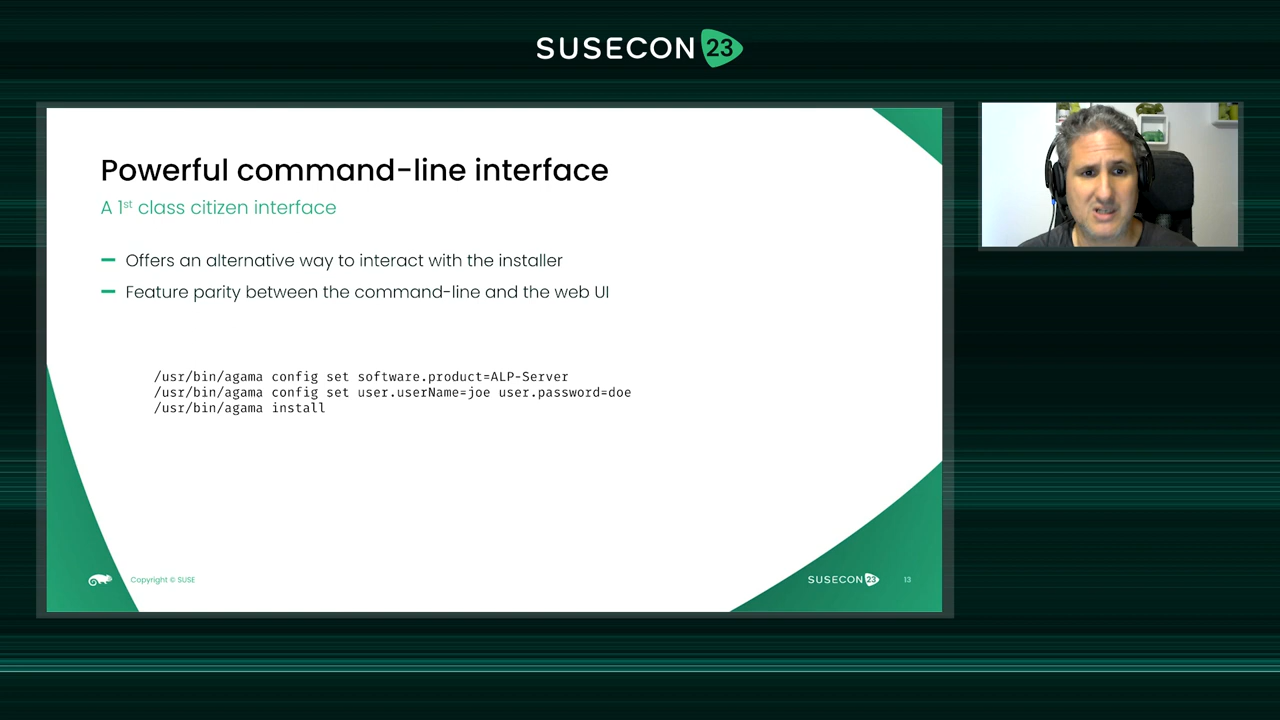 SUSECON 23
Powerful command-line interface
A 1st class citizen interface
Offers an alternative way to interact with the installer
Feature parity between the command-line and the web UI
/usr/bin/agama config set software.product=ALP-Server
/usr/bin/agama config set user.userName=joe user.password=doe
/usr/bin/agama install
Copyright © SUSE
SUSECON 23
13